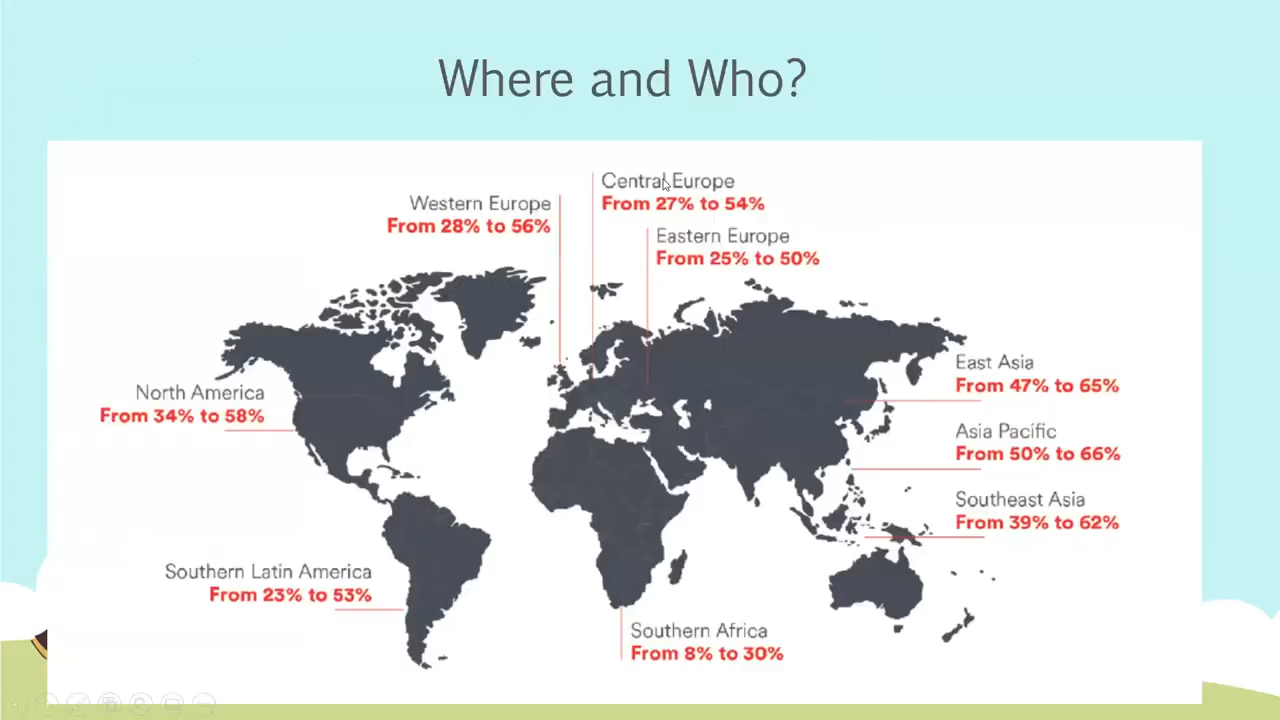 Where and Who?
Central Europe
From 27% to 54%
Western Europe
From 28% to 56%
Eastern Europe
From 25% to 50%
East Asia
From 47% to 65%
North America
From 34% to 58%
Asia Pacific
From 50% to 66%
Southeast Asia
From 39% to 62%
Southern Latin America
From 23% to 53%
Southern Africa
From 8% to 30%